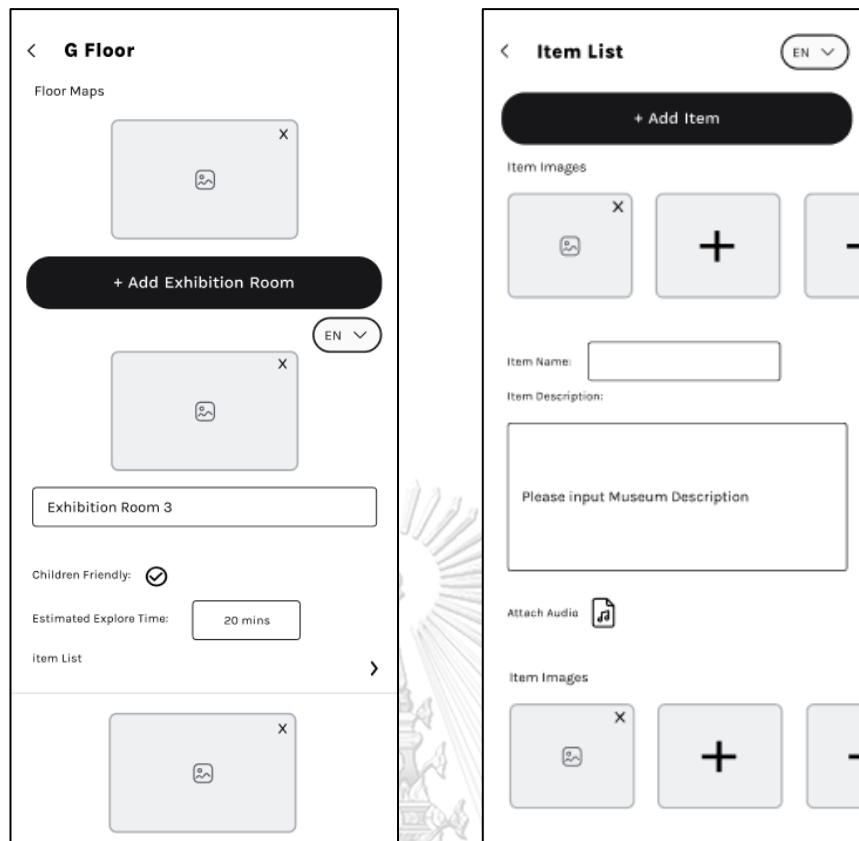 G Floor
Floor Maps
X
+ Add Exhibition Room
EN
X
Exhibition Room 3
Children Friendly:
Estimated Explore Time: 20 mins
item List
X
Item List EN
+ Add Item
Item Images
X
Item Name:
Item Description:
Please input Museum Description
Attach Audio
Item Images
X